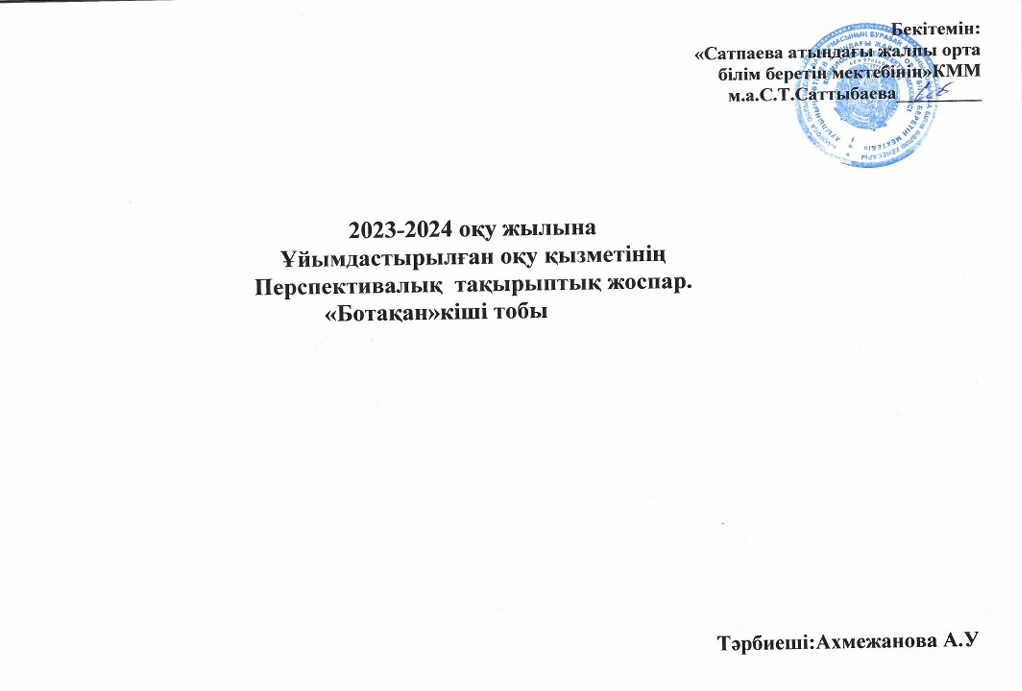 Бекітемін:
«Сатпаева атындағы жалпы орта
білім беретін мектебінің»КММ
м.а.С.Т.Саттыбаева_________
2023-2024 оқу жылына
Ұйымдастырылған оқу қызметінің
Перспективалық тақырыптық жоспар.
«Ботақан»кіші тобы
Тәрбиеші:Ахмежанова А.У